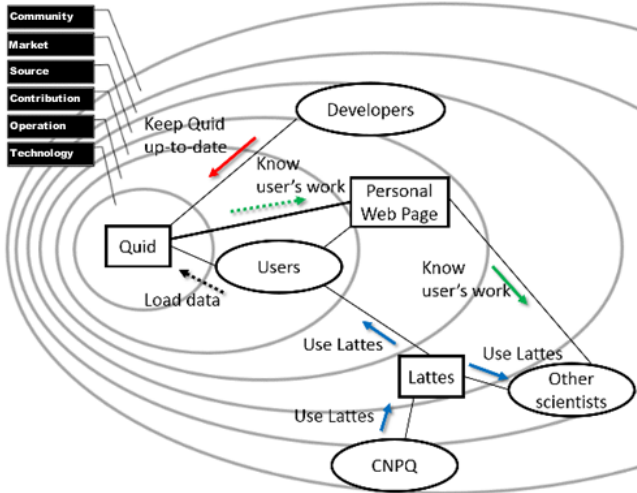 Community
Market
Source
Contribution
Operation
Technology
Developers
Keep Quid
up-to-date
Know
user's work
Personal
Web Page
Quid
Users
Load data
Know
user's work
Use Lattes
Use Lattes
Lattes
Other
scientists
Use Lattes
CNPQ